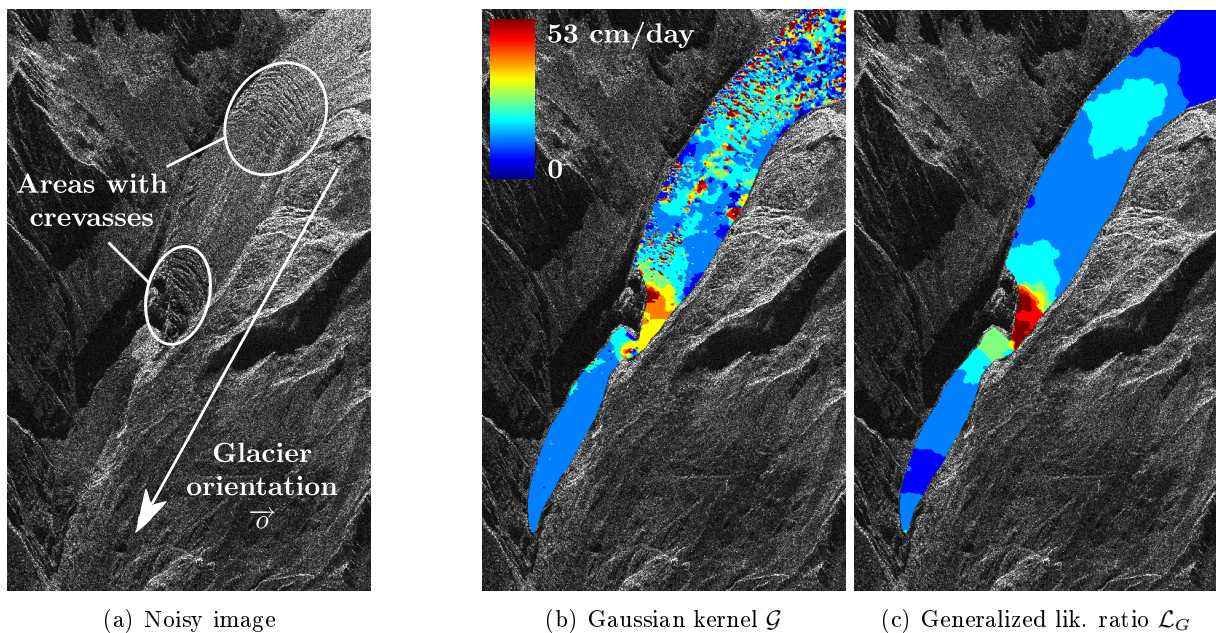 Areas with
crevasses
Glacier
orientation
o
53 cm/day
0
(a) Noisy image
(b) Gaussian kernel 𝒢
(c) Generalized lik. ratio ℒ_G